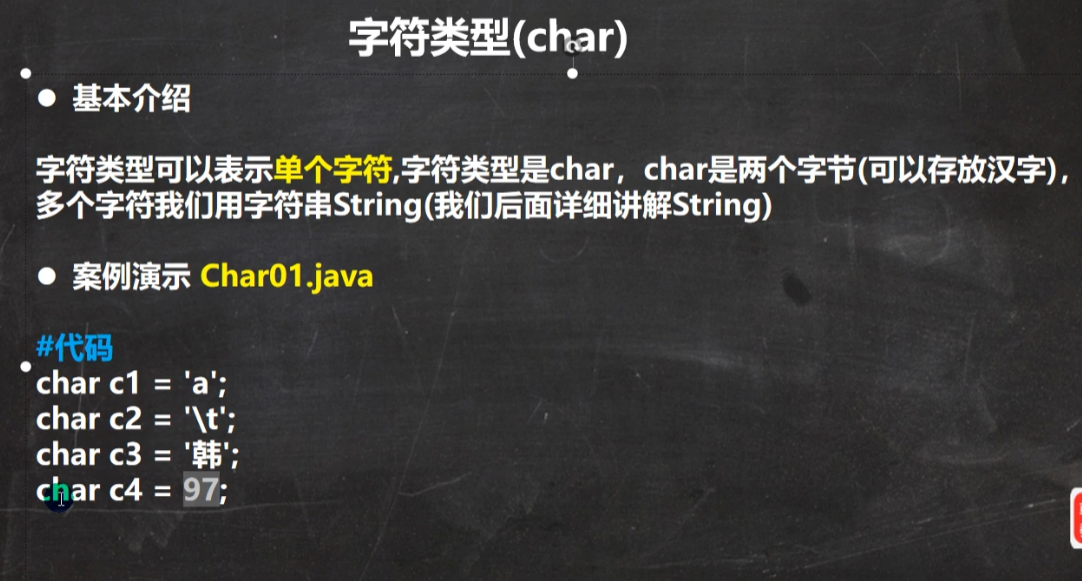 字符类型(char)
● 基本介绍
字符类型可以表示单个字符,字符类型是char，char是两个字节(可以存放汉字)，
多个字符我们用字符串String(我们后面详细讲解String)
● 案例演示 Char01.java
#代码
char c1 = 'a';
char c2 = '\t';
char c3 = '韩';
char c4 = 97;